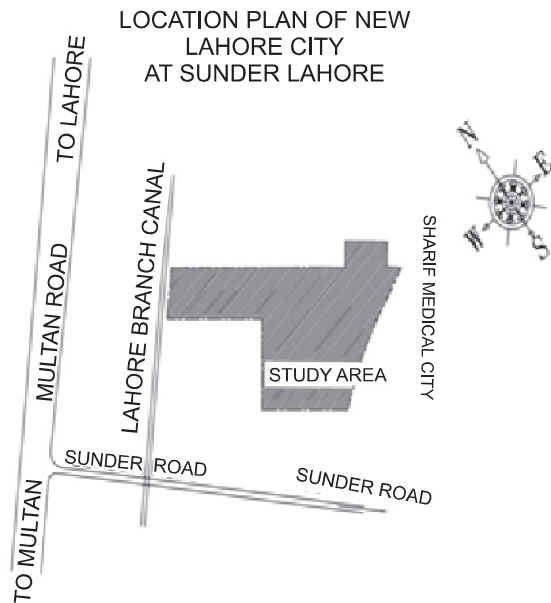 LOCATION PLAN OF NEW
LAHORE CITY
AT SUNDER LAHORE
TO LAHORE
MULTAN ROAD
TO MULTAN
LAHORE BRANCH CANAL
N
E
W
S
SHARIF MEDICAL CITY
STUDY AREA
SUNDER ROAD
SUNDER ROAD